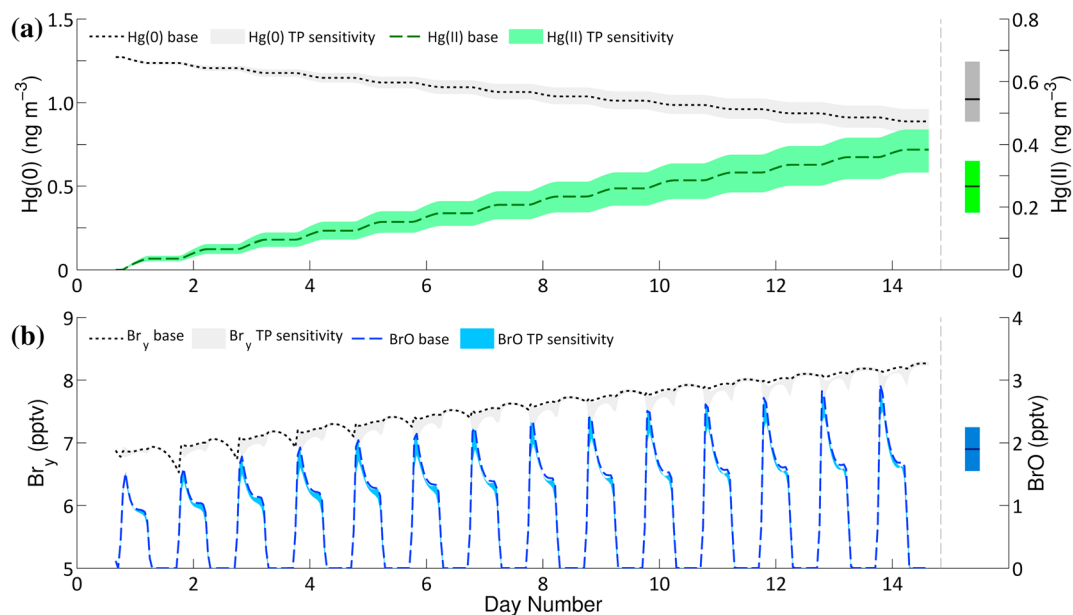 (a)
Hg(0) base Hg(0) TP sensitivity Hg(II) base Hg(II) TP sensitivity
1.5
1.0
0.5
0
Hg(0) (ng m⁻³)
0.8
0.6
0.4
0.2
0
Hg(II) (ng m⁻³)
0 2 4 6 8 10 12 14
(b)
Br_y base Br_y TP sensitivity BrO base BrO TP sensitivity
9
8
7
6
5
Br_y (pptv)
4
3
2
1
0
BrO (pptv)
0 2 4 6 8 10 12 14
Day Number